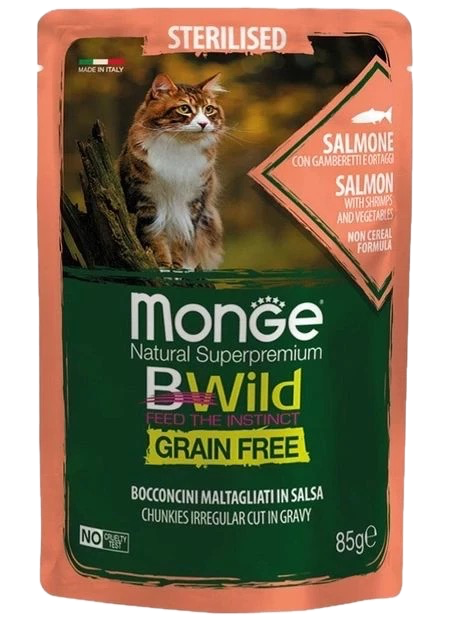 STERILISED
MADE IN ITALY
SALMONE
CON GAMBERETTI E ORTAGGI
SALMON
WITH SHRIMPS
AND VEGETABLES
NON CEREAL
FORMULA
MONGE
Natural Superpremium
BWild
FEED THE INSTINCT
GRAIN FREE
BOCCONCINI MALTAGLIATI IN SALSA
CHUNKIES IRREGULAR CUT IN GRAVY
NO CRUELTY
TEST
85g℮